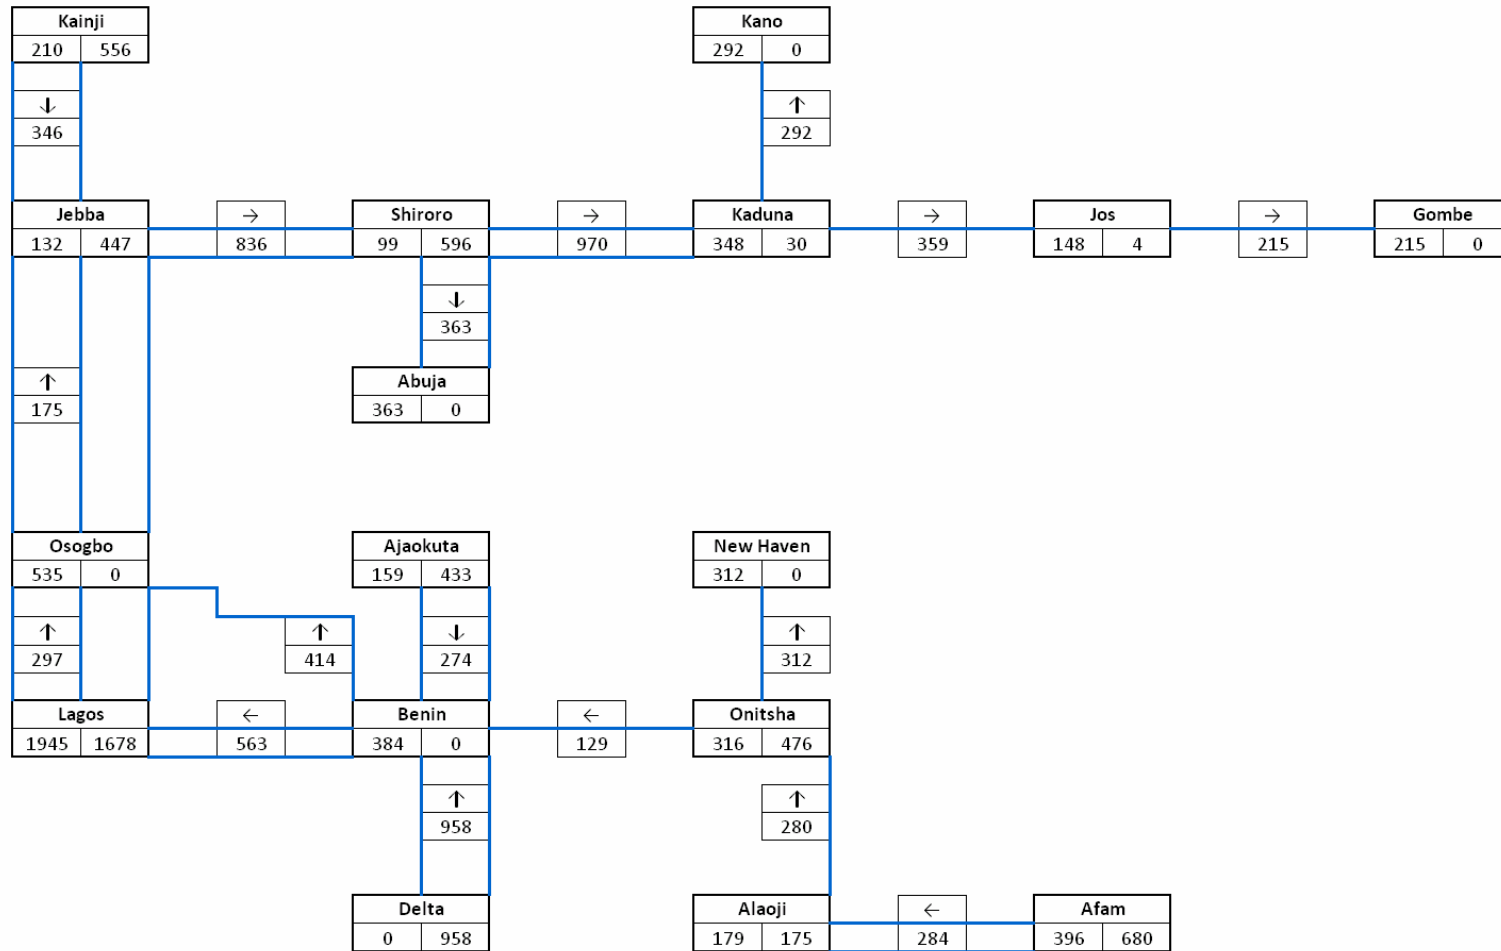 Kainji Kano
210 556 292 0
↓ ↑
346 292
Jebba → Shiroro → Kaduna → Jos → Gombe
132 447 836 99 596 970 348 30 359 148 4 215 215 0
↓
363
↑ Abuja
175 363 0
Osogbo Ajaokuta New Haven
535 0 159 433 312 0
↑ ↑ ↓ ↑
297 414 274 312
Lagos ← Benin ← Onitsha
1945 1678 563 384 0 129 316 476
↑ ↑
958 280
Delta Alaoji ← Afam
0 958 179 175 284 396 680